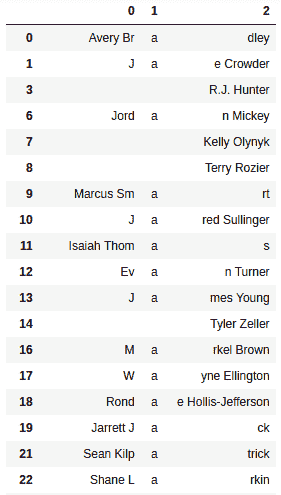 0 1 2
0 Avery Br a dley
1 J a e Crowder
3 R.J. Hunter
6 Jord a n Mickey
7 Kelly Olynyk
8 Terry Rozier
9 Marcus Sm a rt
10 J a red Sullinger
11 Isaiah Thom a s
12 Ev a n Turner
13 J a mes Young
14 Tyler Zeller
16 M a rkel Brown
17 W a yne Ellington
18 Rond a e Hollis-Jefferson
19 Jarrett J a ck
21 Sean Kilp a trick
22 Shane L a rkin